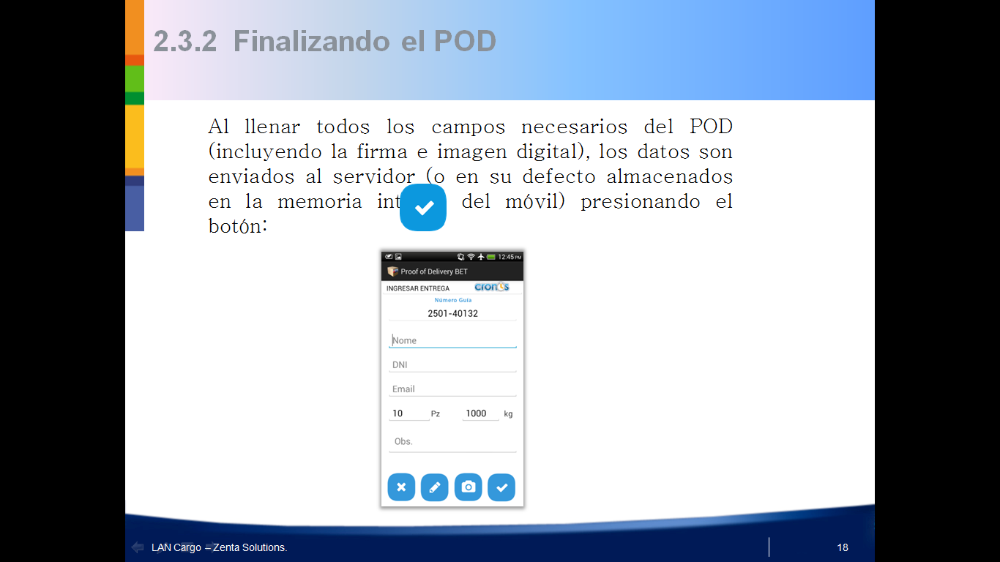 2.3.2 Finalizando el POD
Al llenar todos los campos necesarios del POD
(incluyendo la firma e imagen digital), los datos son
enviados al servidor (o en su defecto almacenados
en la memoria int del móvil) presionando el
botón:
12:45 PM
Proof of Delivery BET
INGRESAR ENTREGA cronos
Número Guía
2501-40132
Nome
DNI
Email
10 Pz 1000 kg
Obs.
LAN Cargo – Zenta Solutions. 18